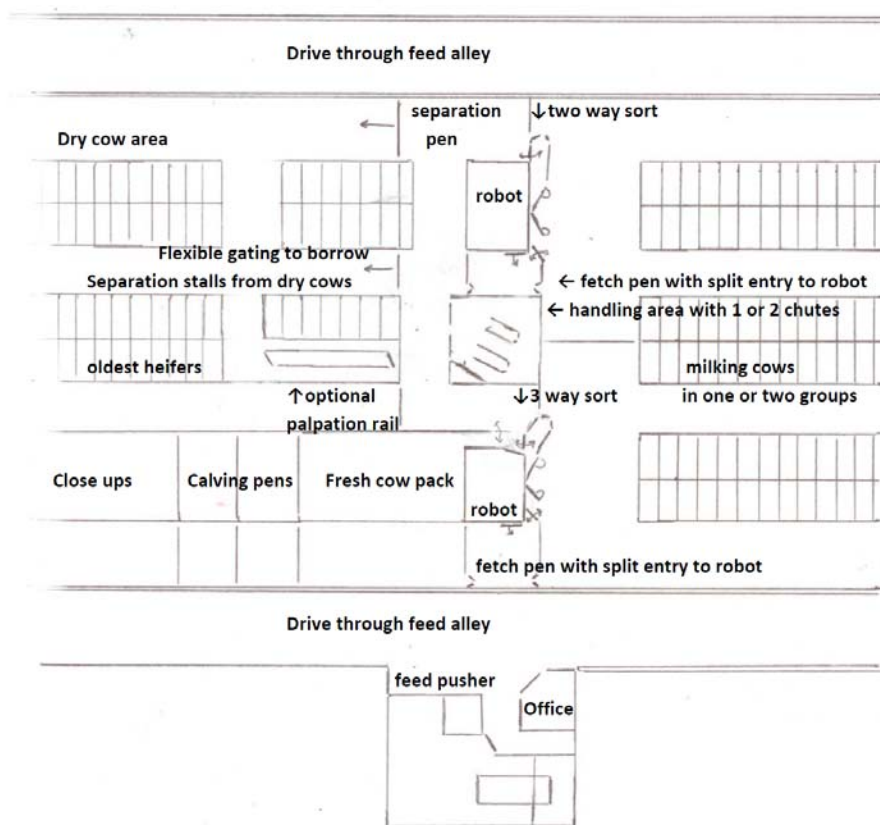 Drive through feed alley
separation
pen
↓two way sort
Dry cow area
robot
Flexible gating to borrow
Separation stalls from dry cows
← fetch pen with split entry to robot
← handling area with 1 or 2 chutes
oldest heifers
milking cows
in one or two groups
↑optional
palpation rail
↓3 way sort
Close ups
Calving pens
Fresh cow pack
robot
fetch pen with split entry to robot
Drive through feed alley
feed pusher
Office